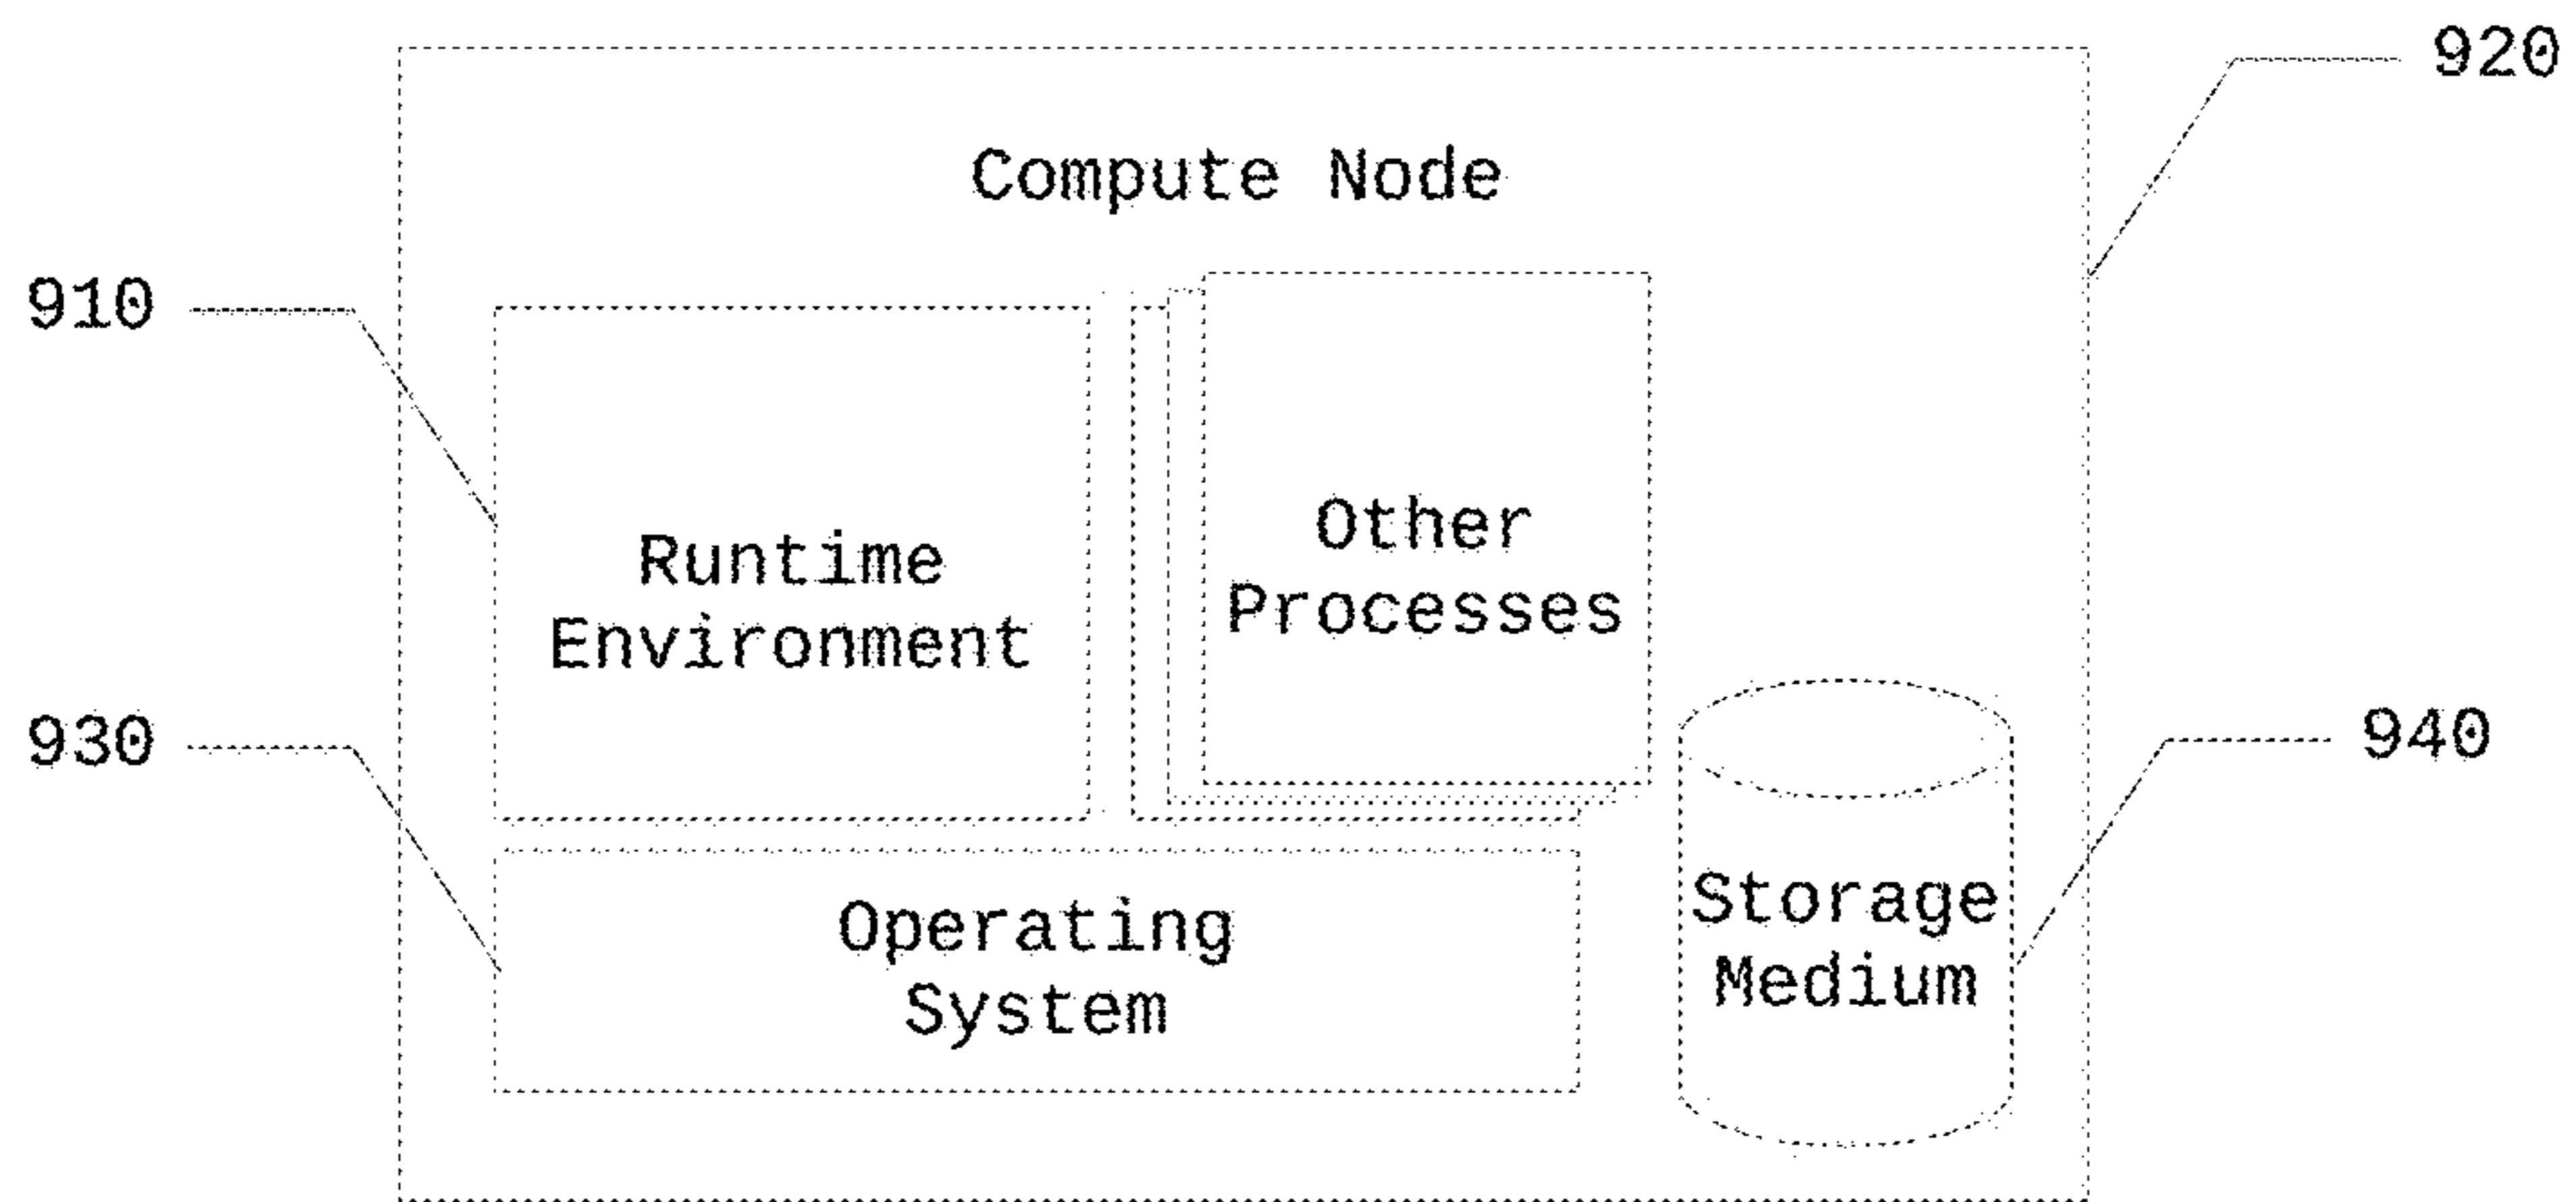 920
Compute Node
910
Other
Processes
Runtime
Environment
930
940
Storage
Medium
Operating
System